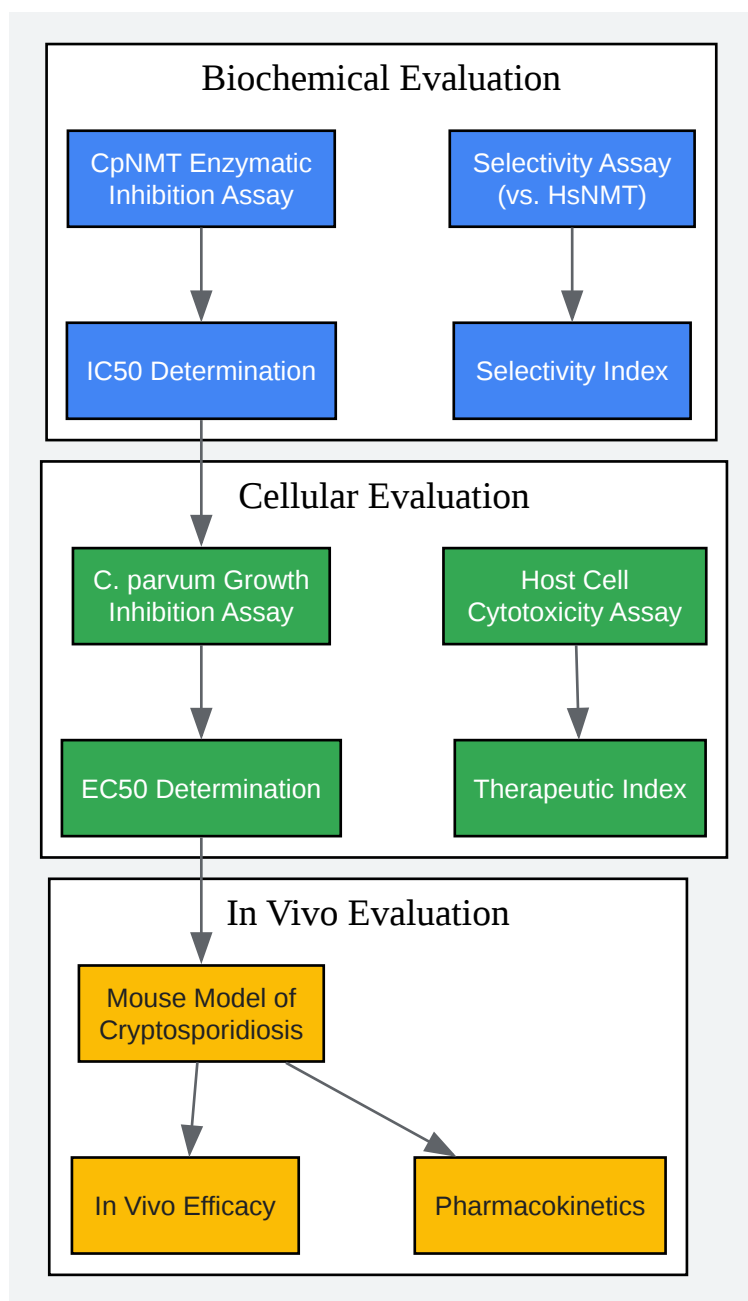 Biochemical Evaluation
CpNMT Enzymatic
Inhibition Assay
Selectivity Assay
(vs. HsNMT)
IC50 Determination
Selectivity Index
Cellular Evaluation
C. parvum Growth
Inhibition Assay
Host Cell
Cytotoxicity Assay
EC50 Determination
Therapeutic Index
In Vivo Evaluation
Mouse Model of
Cryptosporidiosis
In Vivo Efficacy
Pharmacokinetics